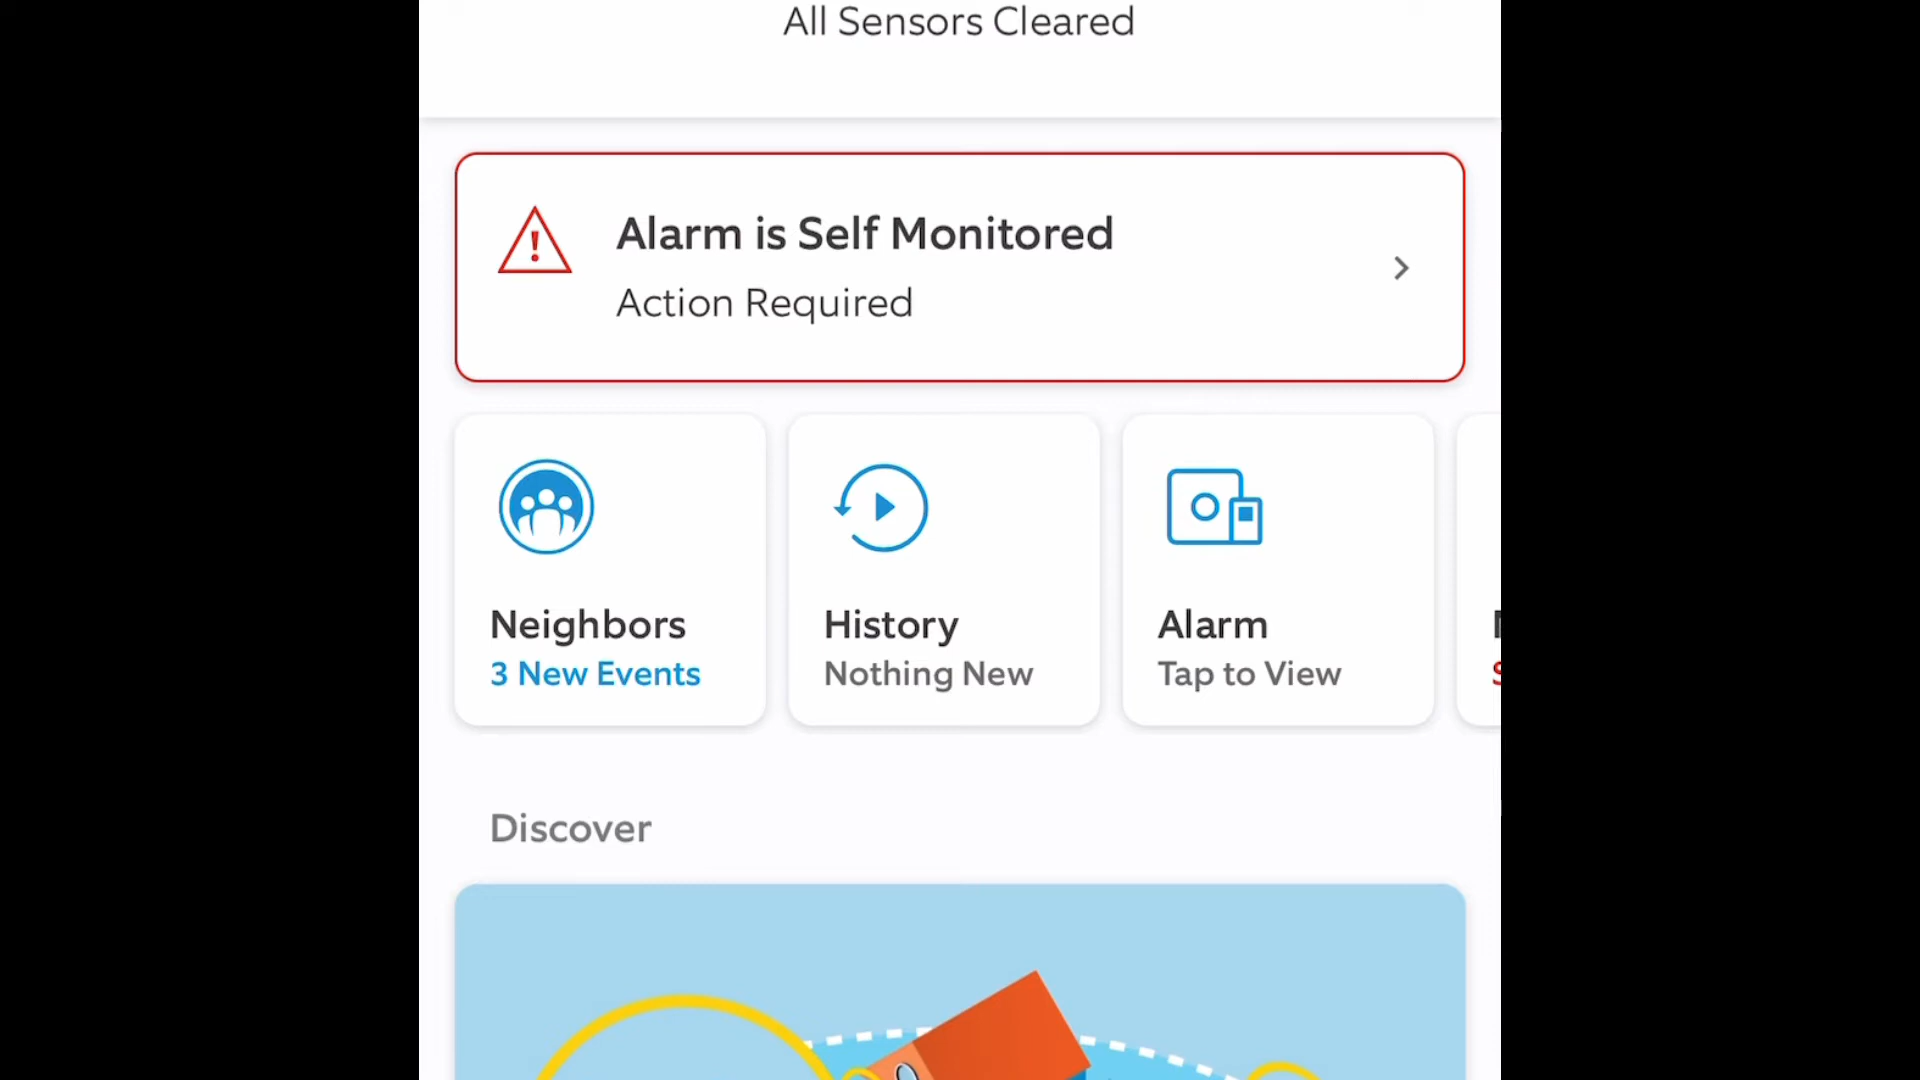 All Sensors Cleared
Alarm is Self Monitored
Action Required
Neighbors
3 New Events
History
Nothing New
Alarm
Tap to View
Discover